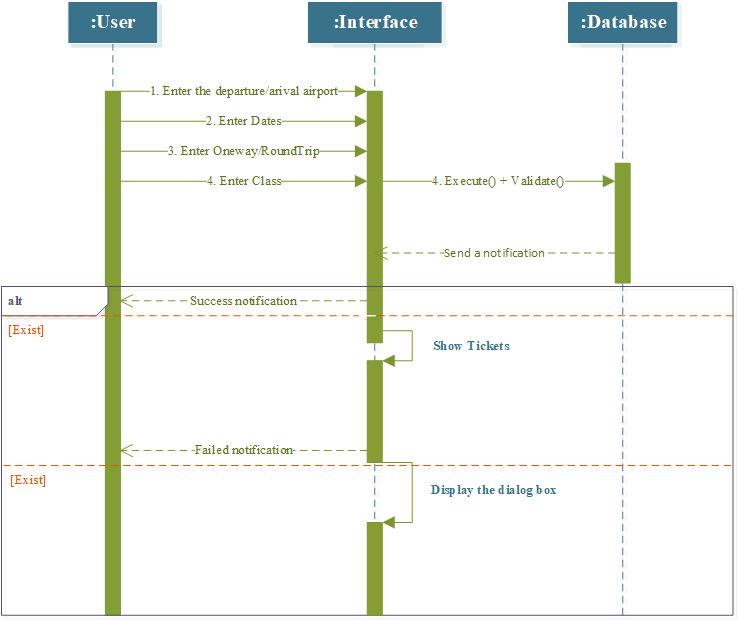 :User
:Interface
:Database
1. Enter the departure/arival airport
2. Enter Dates
3. Enter Oneway/RoundTrip
4. Enter Class
4. Execute() + Validate()
Send a notification
alt
Success notification
[Exist]
Show Tickets
Failed notification
[Exist]
Display the dialog box